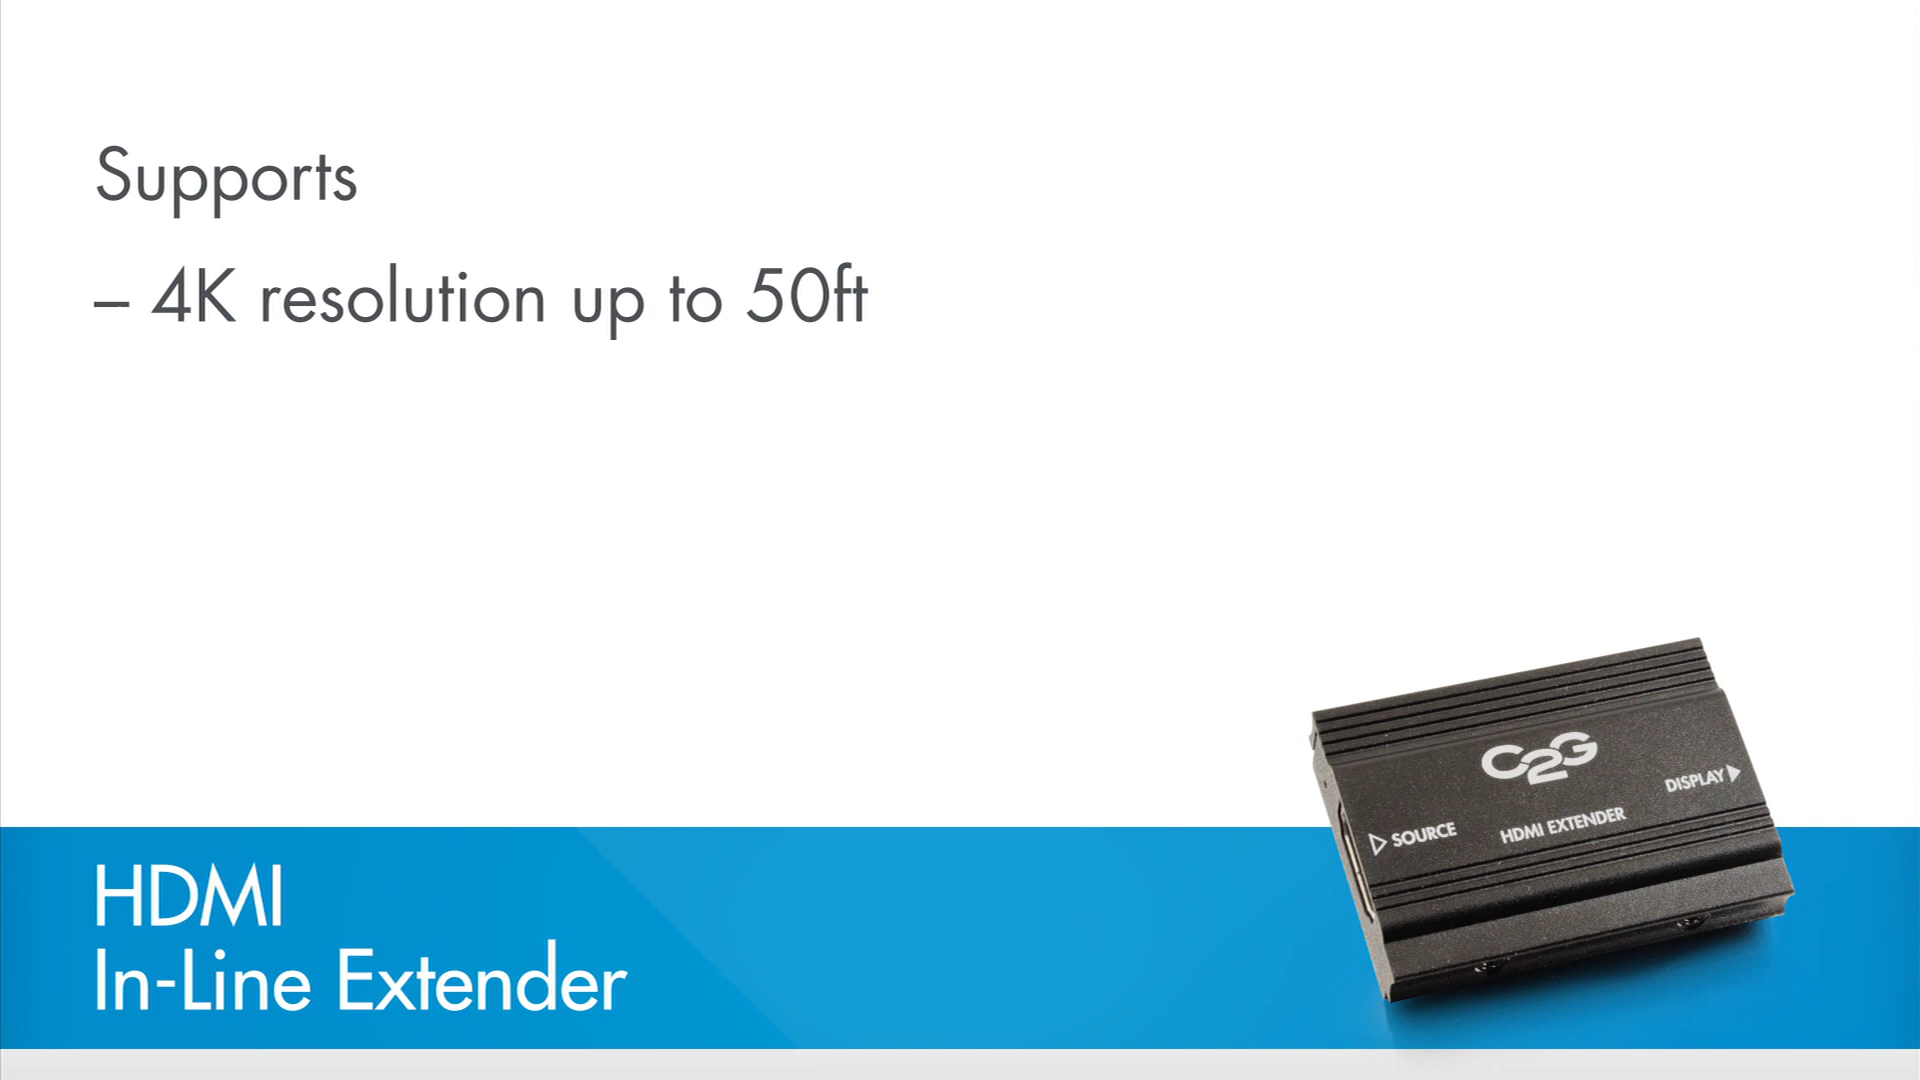 Supports
– 4K resolution up to 50ft
C2G
DISPLAY
SOURCE
HDMI EXTENDER
HDMI
In-Line Extender